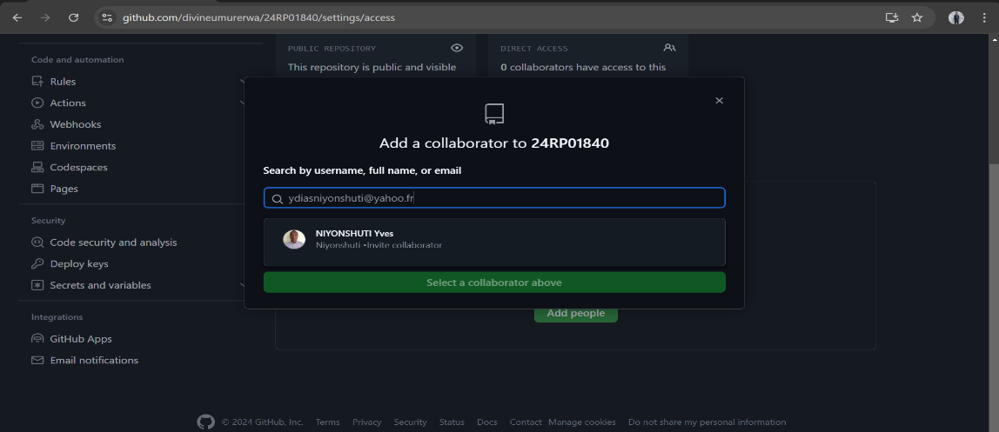 github.com/divineumurerwa/24RP01840/settings/access
Code and automation
Rules
Actions
Webhooks
Environments
Codespaces
Pages
Security
Code security and analysis
Deploy keys
Secrets and variables
Integrations
GitHub Apps
Email notifications
PUBLIC REPOSITORY
This repository is public and visible
DIRECT ACCESS
0 collaborators have access to this
Add a collaborator to 24RP01840
Search by username, full name, or email
ydiasniyonshuti@yahoo.fr
NIYONSHUTI Yves
Niyonshuti •Invite collaborator
Select a collaborator above
Add people
© 2024 GitHub, Inc. Terms Privacy Security Status Docs Contact Manage cookies Do not share my personal information